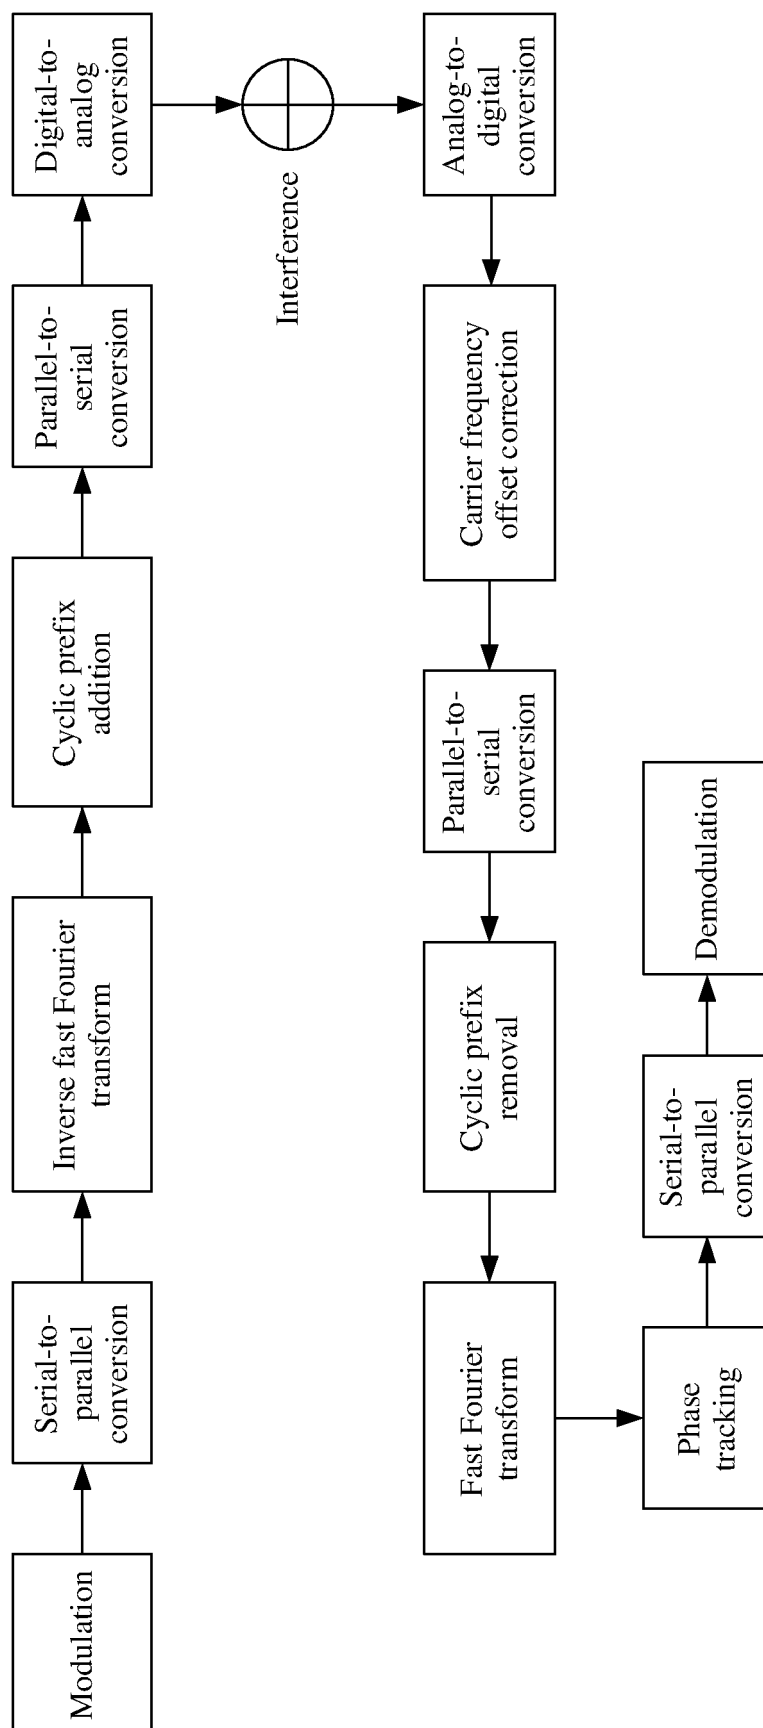 Modulation
Serial-to-
parallel
conversion
Inverse fast Fourier
transform
Cyclic prefix
addition
Parallel-to-
serial
conversion
Digital-to-
analog
conversion
Interference
Analog-to-
digital
conversion
Carrier frequency
offset correction
Parallel-to-
serial
conversion
Cyclic prefix
removal
Fast Fourier
transform
Phase
tracking
Serial-to-
parallel
conversion
Demodulation